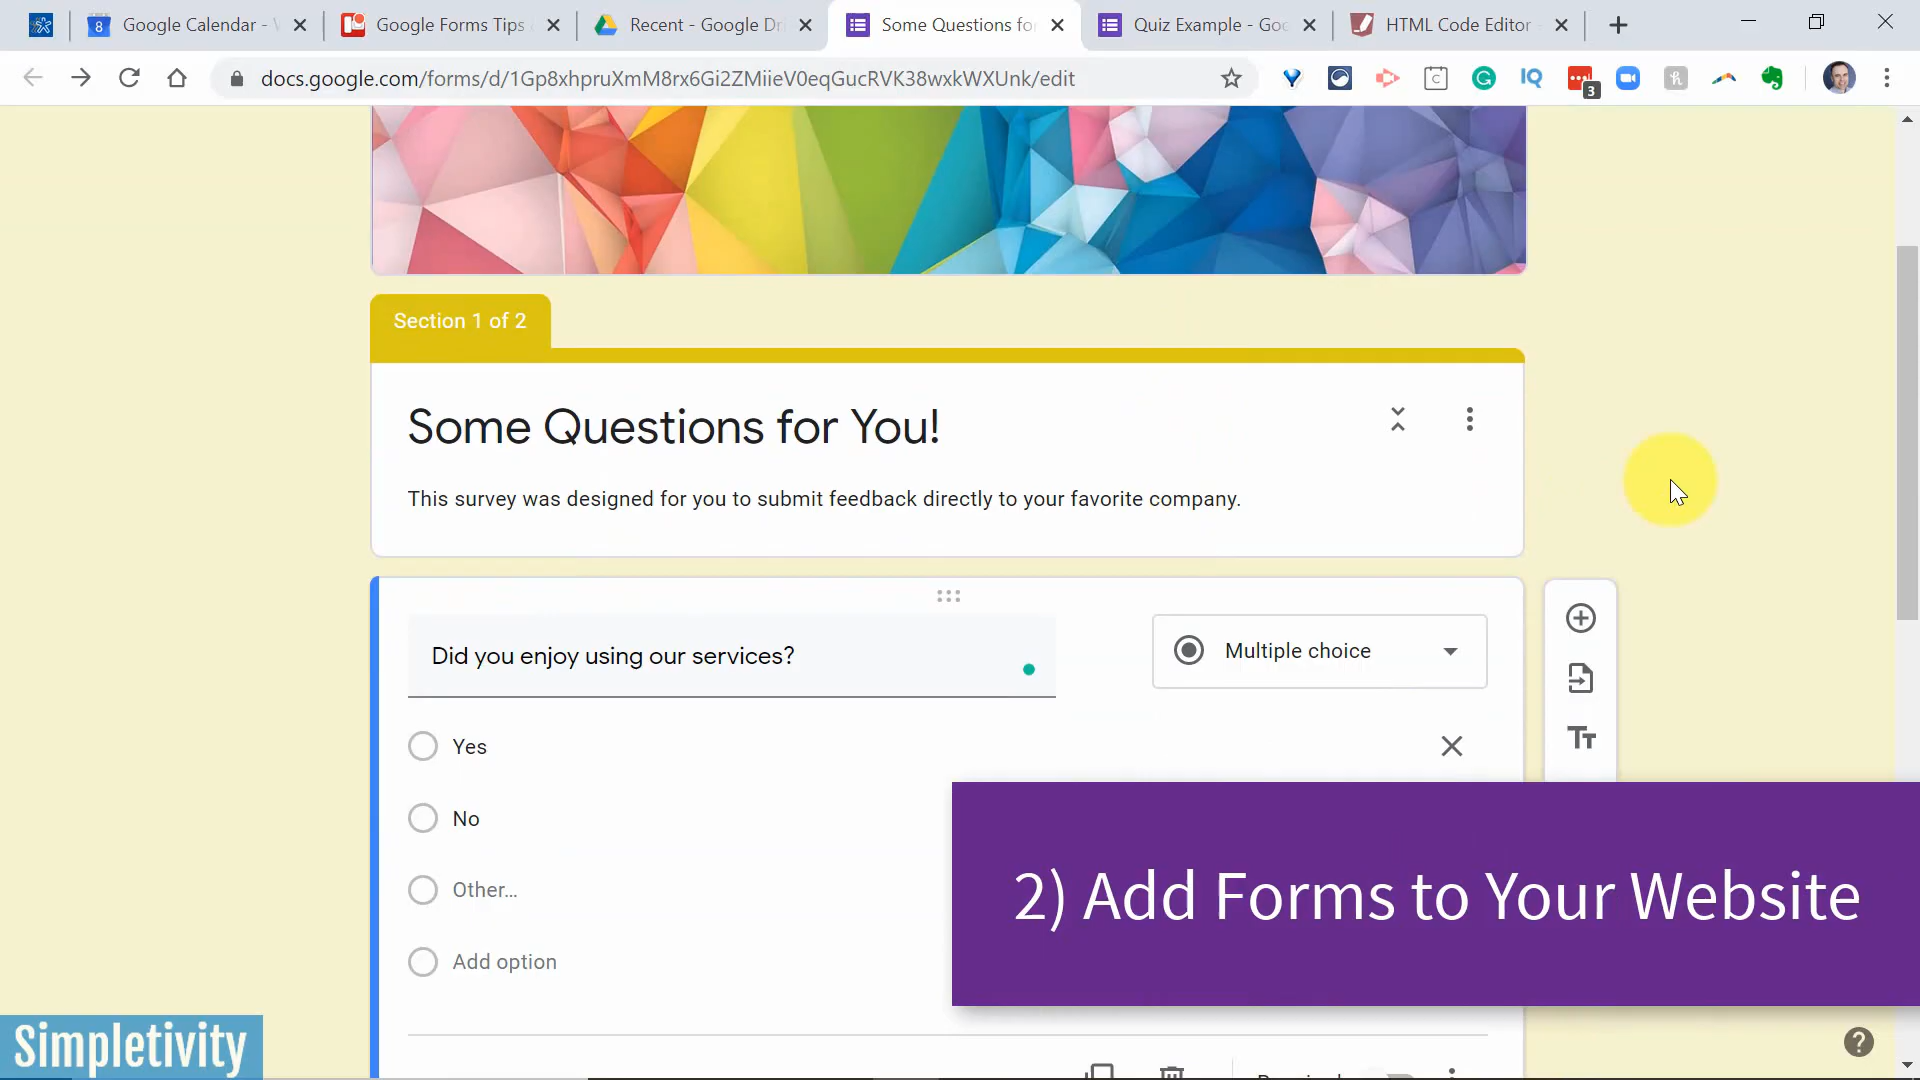 Google Calendar -
Google Forms Tips
Recent - Google Dri
Some Questions for
Quiz Example - Goo
HTML Code Editor -
docs.google.com/forms/d/1Gp8xhpruXmM8rx6Gi2ZMiieV0eqGucRVK38wxkWXUnk/edit
3
Section 1 of 2
Some Questions for You!
This survey was designed for you to submit feedback directly to your favorite company.
Did you enjoy using our services?
Multiple choice
Yes
No
Other...
Add option
2) Add Forms to Your Website
Simpletivity